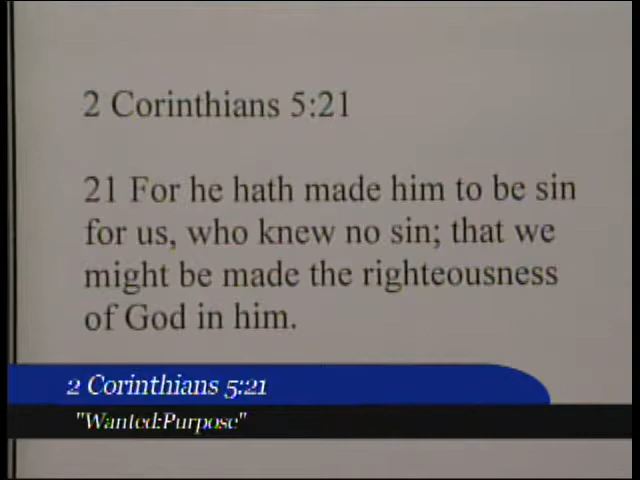 2 Corinthians 5:21
21 For he hath made him to be sin
for us, who knew no sin; that we
might be made the righteousness
of God in him.
2 Corinthians 5:21
"Wanted:Purpose"